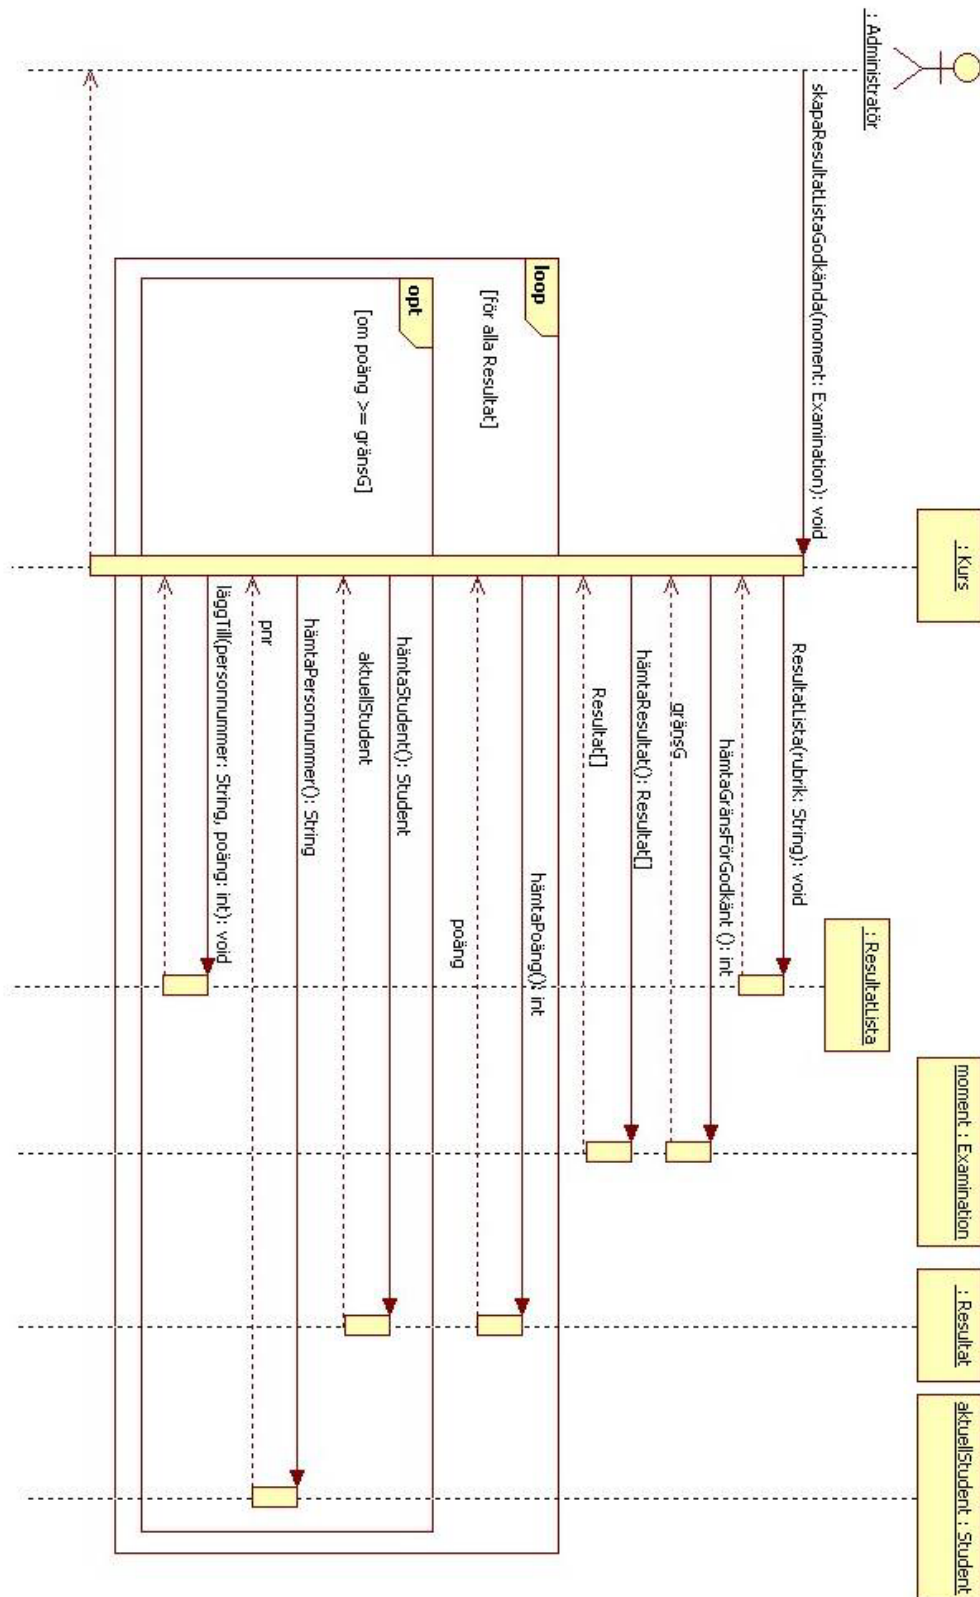 : Administratör
: Kurs
: ResultatLista
moment : Examination
: Resultat
aktuellStudent : Student
skapaResultatListaGodkända(moment: Examination): void
ResultatLista(rubrik: String): void
hämtaGränsFörGodkänt (): int
gränsG
hämtaResultat(): Resultat[]
Resultat[]
loop
[för alla Resultat]
hämtaPoäng(): int
poäng
opt
[om poäng >= gränsG]
hämtaStudent(): Student
aktuellStudent
hämtaPersonnummer(): String
pnr
läggTill(personnummer: String, poäng: int): void